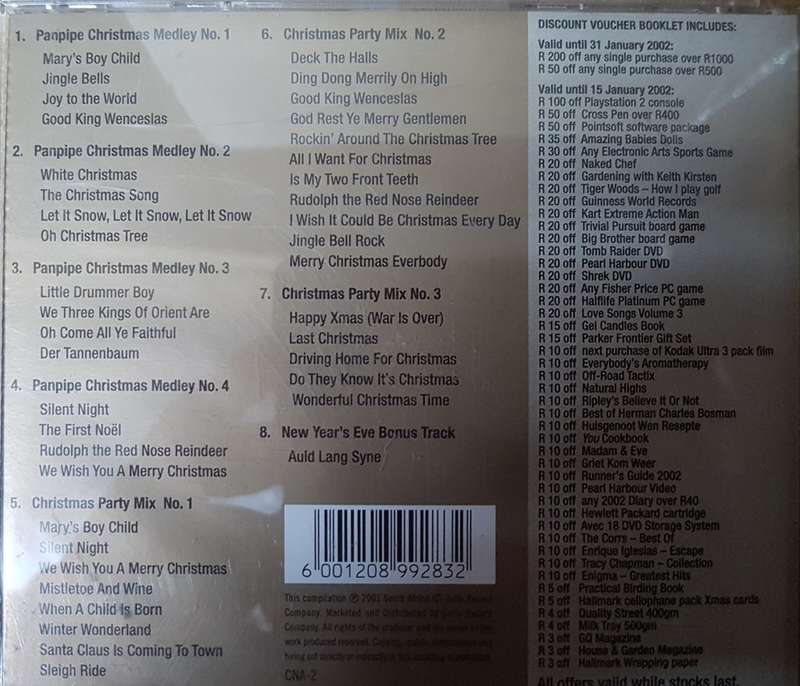 1. Panpipe Christmas Medley No. 1
Mary's Boy Child
Jingle Bells
Joy to the World
Good King Wenceslas
2. Panpipe Christmas Medley No. 2
White Christmas
The Christmas Song
Let It Snow, Let It Snow, Let It Snow
Oh Christmas Tree
3. Panpipe Christmas Medley No. 3
Little Drummer Boy
We Three Kings Of Orient Are
Oh Come All Ye Faithful
Der Tannenbaum
4. Panpipe Christmas Medley No. 4
Silent Night
The First Noël
Rudolph the Red Nose Reindeer
We Wish You A Merry Christmas
5. Christmas Party Mix No. 1
Mary's Boy Child
Silent Night
We Wish You A Merry Christmas
Mistletoe And Wine
When A Child Is Born
Winter Wonderland
Santa Claus Is Coming To Town
Sleigh Ride
6. Christmas Party Mix No. 2
Deck The Halls
Ding Dong Merrily On High
Good King Wenceslas
God Rest Ye Merry Gentlemen
Rockin' Around The Christmas Tree
All I Want For Christmas
Is My Two Front Teeth
Rudolph the Red Nose Reindeer
I Wish It Could Be Christmas Every Day
Jingle Bell Rock
Merry Christmas Everbody
7. Christmas Party Mix No. 3
Happy Xmas (War Is Over)
Last Christmas
Driving Home For Christmas
Do They Know It's Christmas
Wonderful Christmas Time
8. New Year's Eve Bonus Track
Auld Lang Syne
6 001208 992832
This compilation ℗ 2001
Company. Marketed and Distributed by
Company. All rights of the producer and the owner of the
work produced reserved.
CNA-2
DISCOUNT VOUCHER BOOKLET INCLUDES:
Valid until 31 January 2002:
R 200 off any single purchase over R1000
R 50 off any single purchase over R500
Valid until 15 January 2002:
R 100 off Playstation 2 console
R 50 off Cross Pen over R400
R 50 off Pointsoft software package
R 35 off Amazing Babies Dolls
R 30 off Any Electronic Arts Sports Game
R 20 off Naked Chef
R 20 off Gardening with Keith Kirsten
R 20 off Tiger Woods – How I play golf
R 20 off Guinness World Records
R 20 off Kart Extreme Action Man
R 20 off Trivial Pursuit board game
R 20 off Big Brother board game
R 20 off Tomb Raider DVD
R 20 off Pearl Harbour DVD
R 20 off Shrek DVD
R 20 off Any Fisher Price PC game
R 20 off Halflife Platinum PC game
R 20 off Love Songs Volume 3
R 15 off Gel Candles Book
R 15 off Parker Frontier Gift Set
R 10 off next purchase of Kodak Ultra 3 pack film
R 10 off Everybody's Aromatherapy
R 10 off Off-Road Tactix
R 10 off Natural Highs
R 10 off Ripley's Believe It Or Not
R 10 off Best of Herman Charles Bosman
R 10 off Huisgenoot Wen Resepte
R 10 off You Cookbook
R 10 off Madam & Eve
R 10 off Griet Kom Weer
R 10 off Runner's Guide 2002
R 10 off Pearl Harbour Video
R 10 off any 2002 Diary over R40
R 10 off Hewlett Packard cartridge
R 10 off Avec 18 DVD Storage System
R 10 off The Corrs – Best Of
R 10 off Enrique Iglesias – Escape
R 10 off Tracy Chapman – Collection
R 10 off Enigma – Greatest Hits
R 5 off Practical Birding Book
R 5 off Hallmark cellophane pack Xmas cards
R 4 off Quality Street 400gm
R 4 off Milk Tray 500gm
R 3 off GQ Magazine
R 3 off House & Garden Magazine
R 3 off Hallmark Wrapping paper
All offers valid while stocks last.